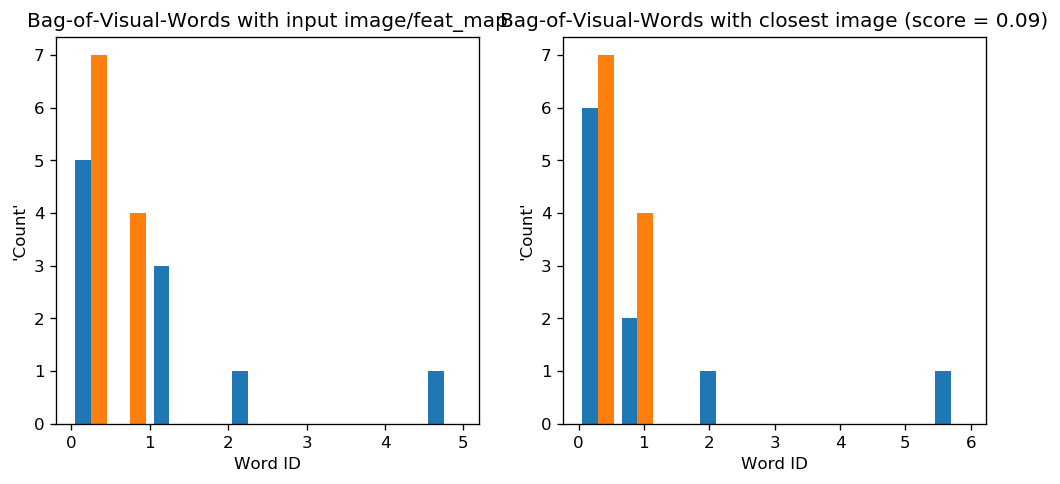 Bag-of-Visual-Words with input image/feat_map
Bag-of-Visual-Words with closest image (score = 0.09)
'Count'
7
6
5
4
3
2
1
0
0 1 2 3 4 5
Word ID
'Count'
7
6
5
4
3
2
1
0
0 1 2 3 4 5 6
Word ID